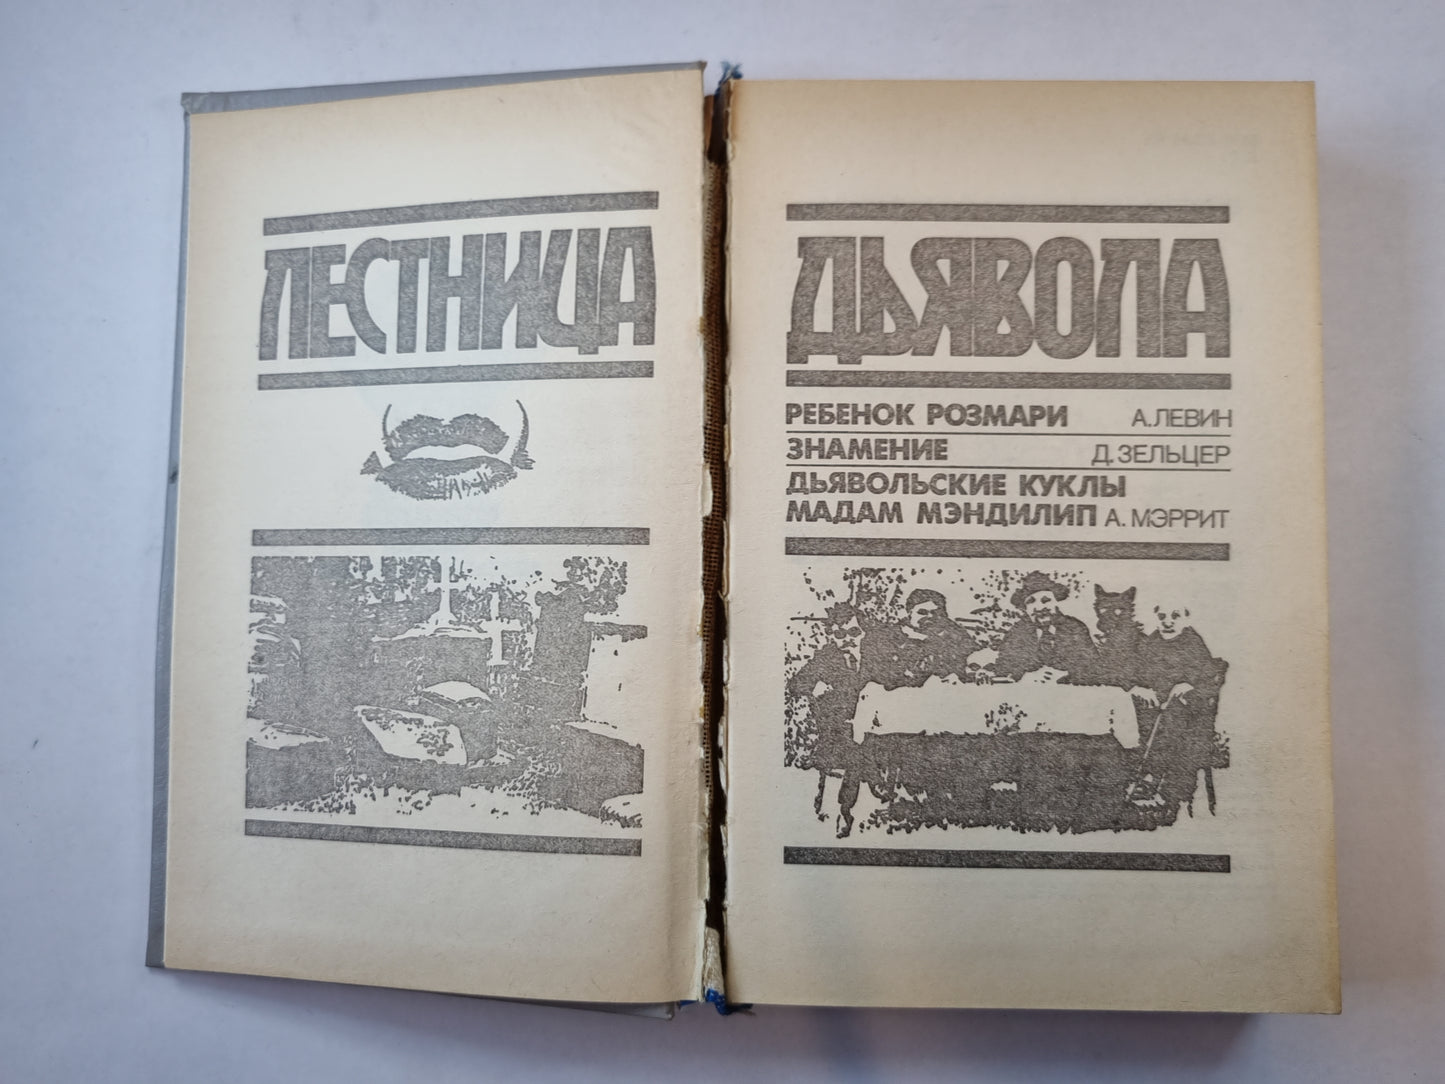 ЛЕСТНИЦА
ДЬЯВОЛА
РЕБЕНОК РОЗМАРИ А.ЛЕВИН
ЗНАМЕНИЕ Д.ЗЕЛЬЦЕР
ДЬЯВОЛЬСКИЕ КУКЛЫ
МАДАМ МЭНДИЛИП А. МЭРРИТ